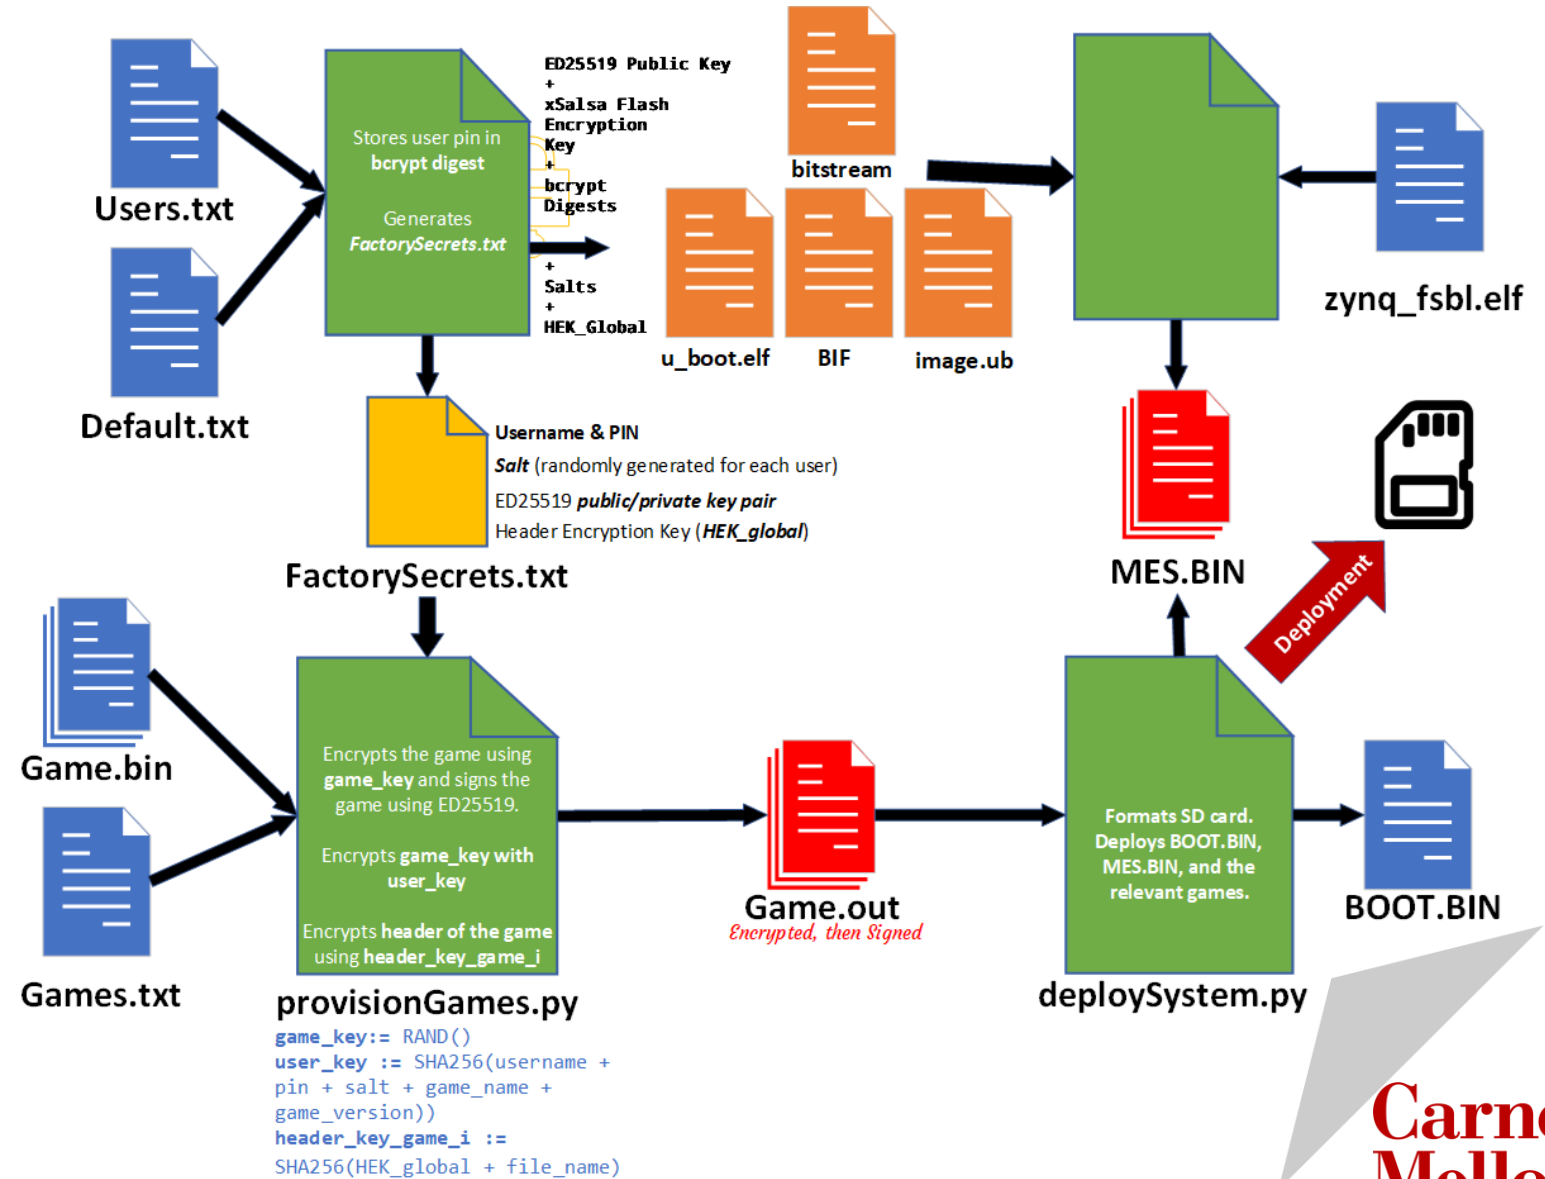 Users.txt
Default.txt
Stores user pin in
bcrypt digest
Generates
FactorySecrets.txt
ED25519 Public Key
+
xSalsa Flash
Encryption
Key
+
bcrypt
Digests
+
Salts
+
HEK_Global
bitstream
u_boot.elf
BIF
image.ub
zynq_fsbl.elf
Username & PIN
Salt (randomly generated for each user)
ED25519 public/private key pair
Header Encryption Key (HEK_global)
FactorySecrets.txt
MES.BIN
Deployment
Game.bin
Games.txt
Encrypts the game using
game_key and signs the
game using ED25519.
Encrypts game_key with
user_key
Encrypts header of the game
using header_key_game_i
provisionGames.py
game_key:= RAND()
user_key := SHA256(username +
pin + salt + game_name +
game_version))
header_key_game_i :=
SHA256(HEK_global + file_name)
Game.out
Encrypted, then Signed
Formats SD card.
Deploys BOOT.BIN,
MES.BIN, and the
relevant games.
deploySystem.py
BOOT.BIN